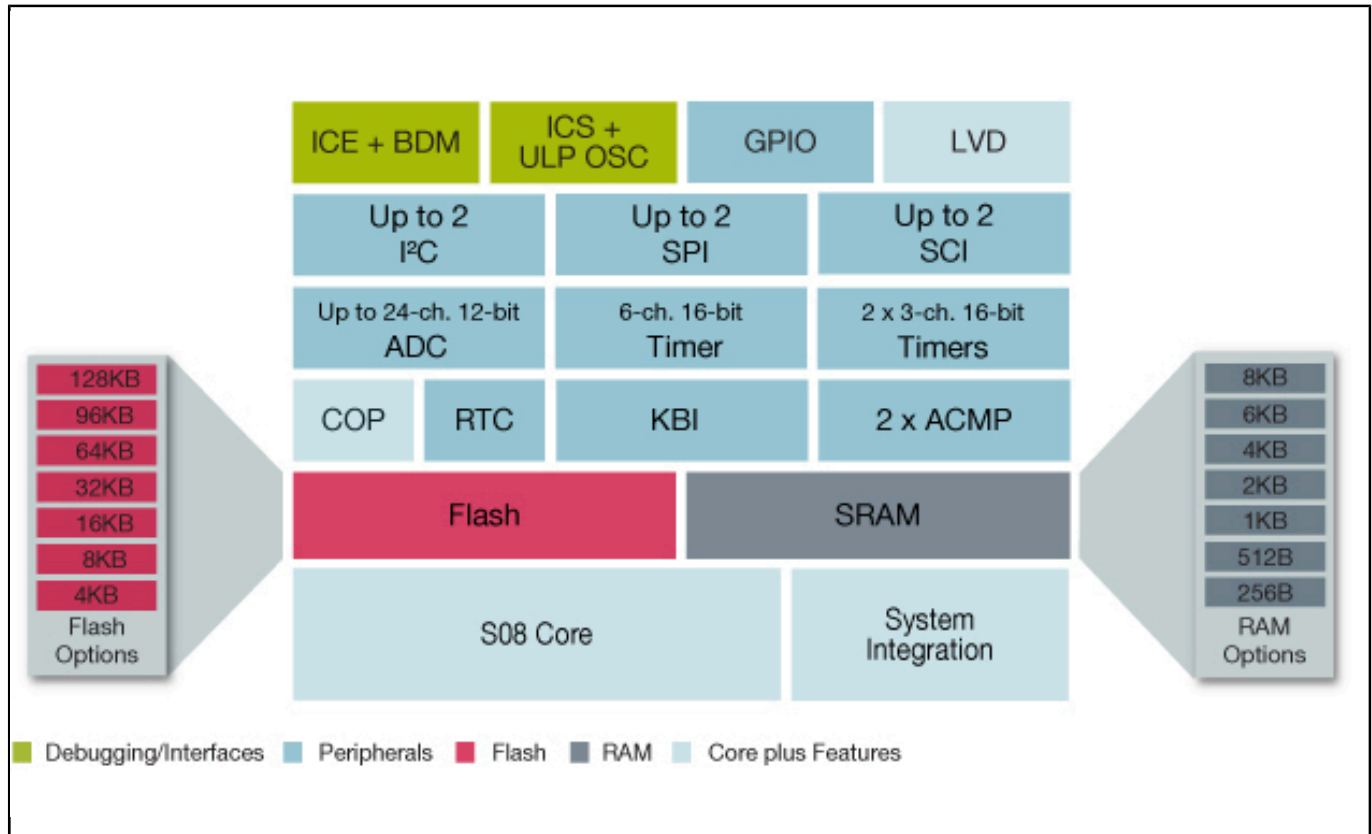 ICE + BDM
ICS +
ULP OSC
GPIO
LVD
Up to 2
I²C
Up to 2
SPI
Up to 2
SCI
Up to 24-ch. 12-bit
ADC
6-ch. 16-bit
Timer
2 x 3-ch. 16-bit
Timers
COP
RTC
KBI
2 x ACMP
Flash
SRAM
S08 Core
System
Integration
128KB
96KB
64KB
32KB
16KB
8KB
4KB
Flash
Options
8KB
6KB
4KB
2KB
1KB
512B
256B
RAM
Options
Debugging/Interfaces
Peripherals
Flash
RAM
Core plus Features